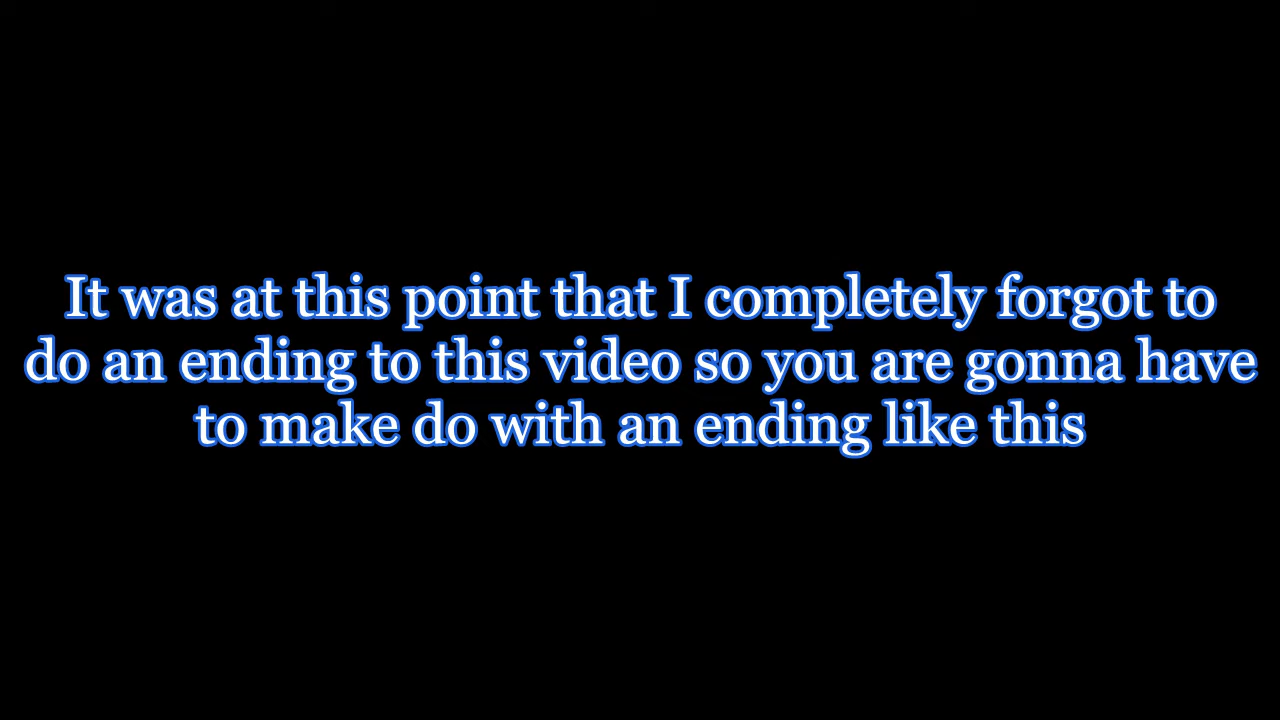 It was at this point that I completely forgot to
do an ending to this video so you are gonna have
to make do with an ending like this